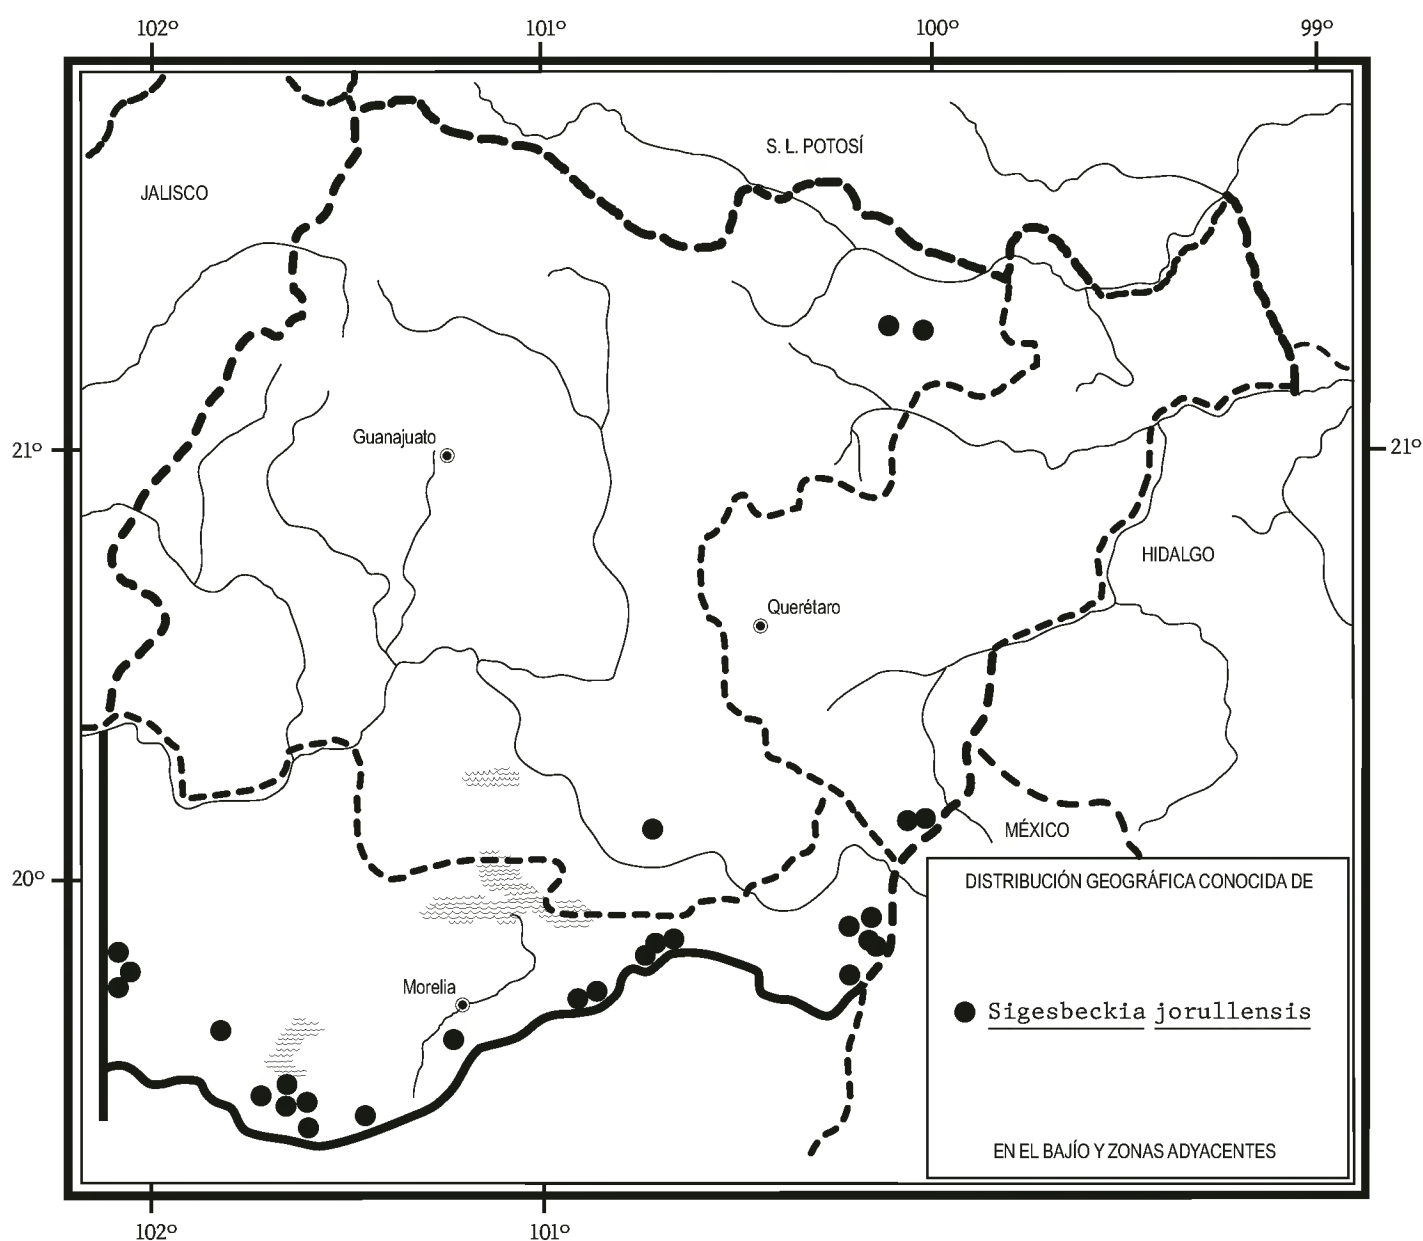 102º 101º 100º 99º
S. L. POTOSÍ
JALISCO
Guanajuato
21º 21º
HIDALGO
Querétaro
MÉXICO
20º
DISTRIBUCIÓN GEOGRÁFICA CONOCIDA DE
Morelia
Sigesbeckia jorullensis
EN EL BAJÍO Y ZONAS ADYACENTES
102º 101º